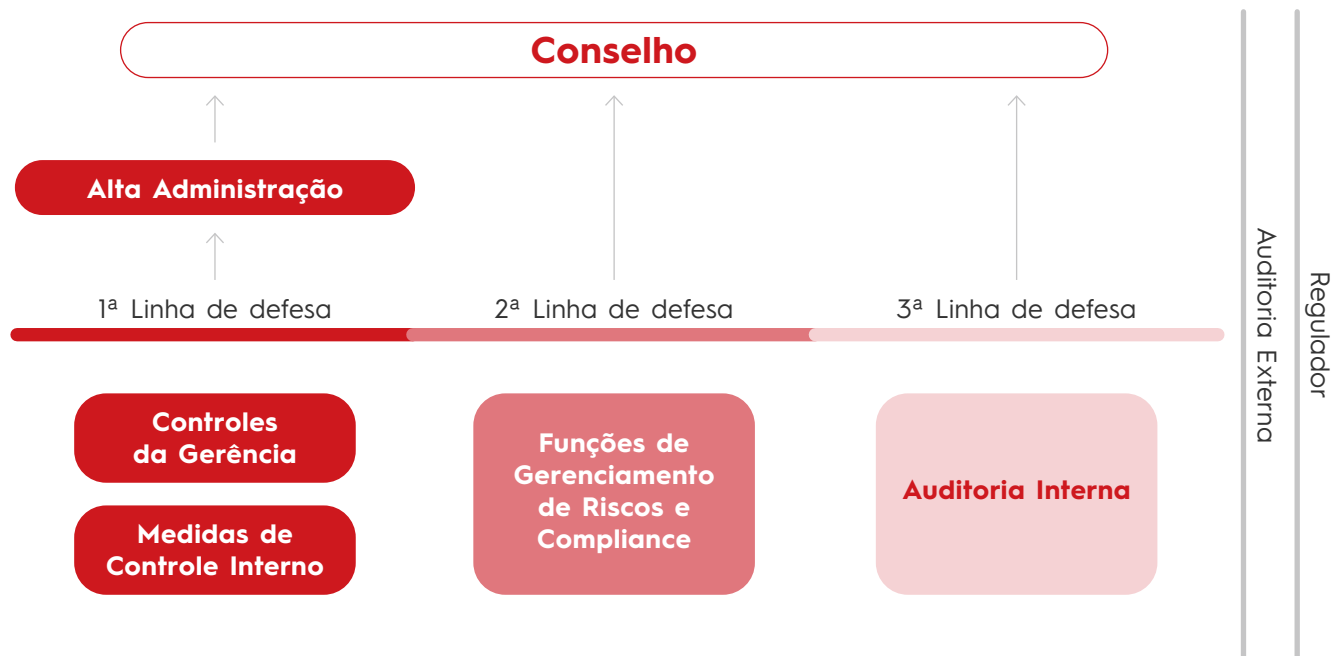 Conselho
Alta Administração
1ª Linha de defesa
2ª Linha de defesa
3ª Linha de defesa
Controles
da Gerência
Medidas de
Controle Interno
Funções de
Gerenciamento
de Riscos e
Compliance
Auditoria Interna
Auditoria Externa
Regulador